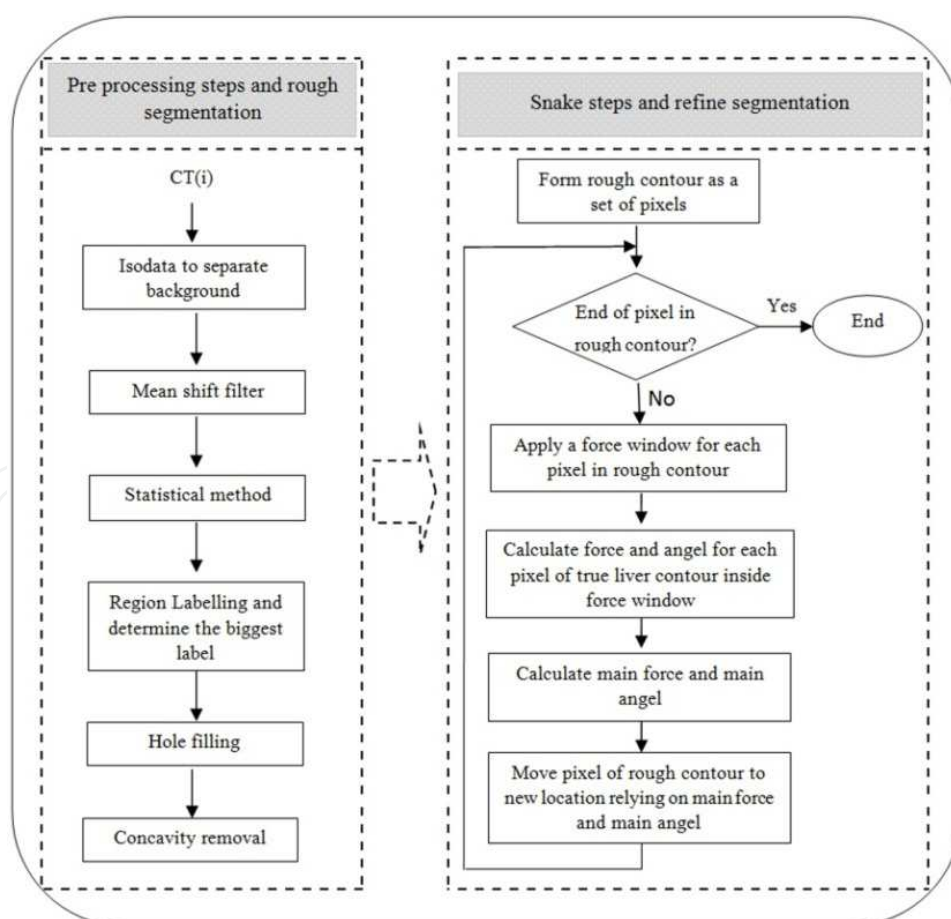 Pre processing steps and rough
segmentation
CT(i)
Isodata to separate
background
Mean shift filter
Statistical method
Region Labelling and
determine the biggest
label
Hole filling
Concavity removal
Snake steps and refine segmentation
Form rough contour as a
set of pixels
End of pixel in
rough contour?
Yes
End
No
Apply a force window for each
pixel in rough contour
Calculate force and angel for each
pixel of true liver contour inside
force window
Calculate main force and main
angel
Move pixel of rough contour to
new location relying on main force
and main angel